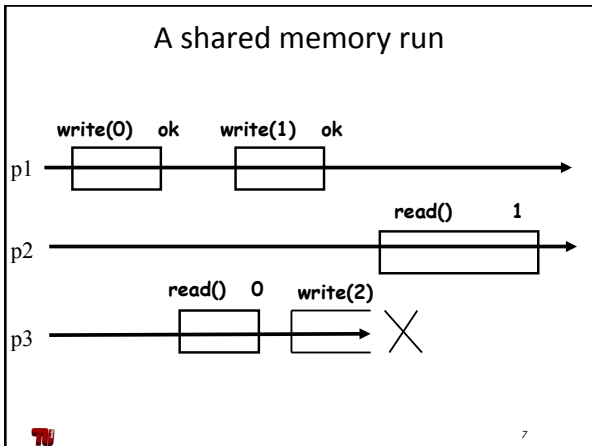 A shared memory run
write(0) ok write(1) ok
p1
read() 1
p2
read() 0 write(2)
p3
7